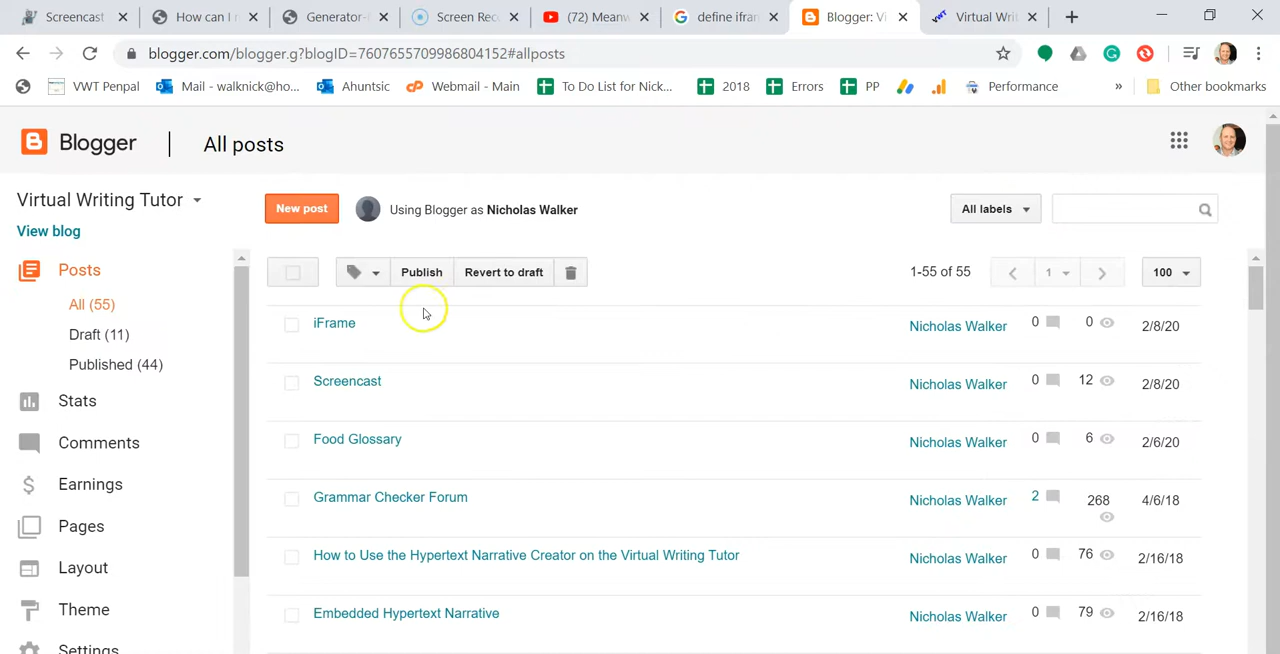 Screencast
How can I r
Generator-l
Screen Rec
(72) Meanw
define ifran
Blogger: Vi
Virtual Writ
blogger.com/blogger.g?blogID=7607655709986804152#allposts
VWT Penpal
Mail - walknick@ho...
Ahuntsic
Webmail - Main
To Do List for Nick...
2018
Errors
PP
Performance
»
Other bookmarks
Blogger
All posts
Virtual Writing Tutor
New post
Using Blogger as Nicholas Walker
All labels
View blog
Posts
Publish
Revert to draft
1-55 of 55
1
100
All (55)
Draft (11)
Published (44)
Stats
Comments
Earnings
Pages
Layout
Theme
Settings
iFrame Nicholas Walker 0 0 2/8/20
Screencast Nicholas Walker 0 12 2/8/20
Food Glossary Nicholas Walker 0 6 2/6/20
Grammar Checker Forum Nicholas Walker 2 268 4/6/18
How to Use the Hypertext Narrative Creator on the Virtual Writing Tutor Nicholas Walker 0 76 2/16/18
Embedded Hypertext Narrative Nicholas Walker 0 79 2/16/18